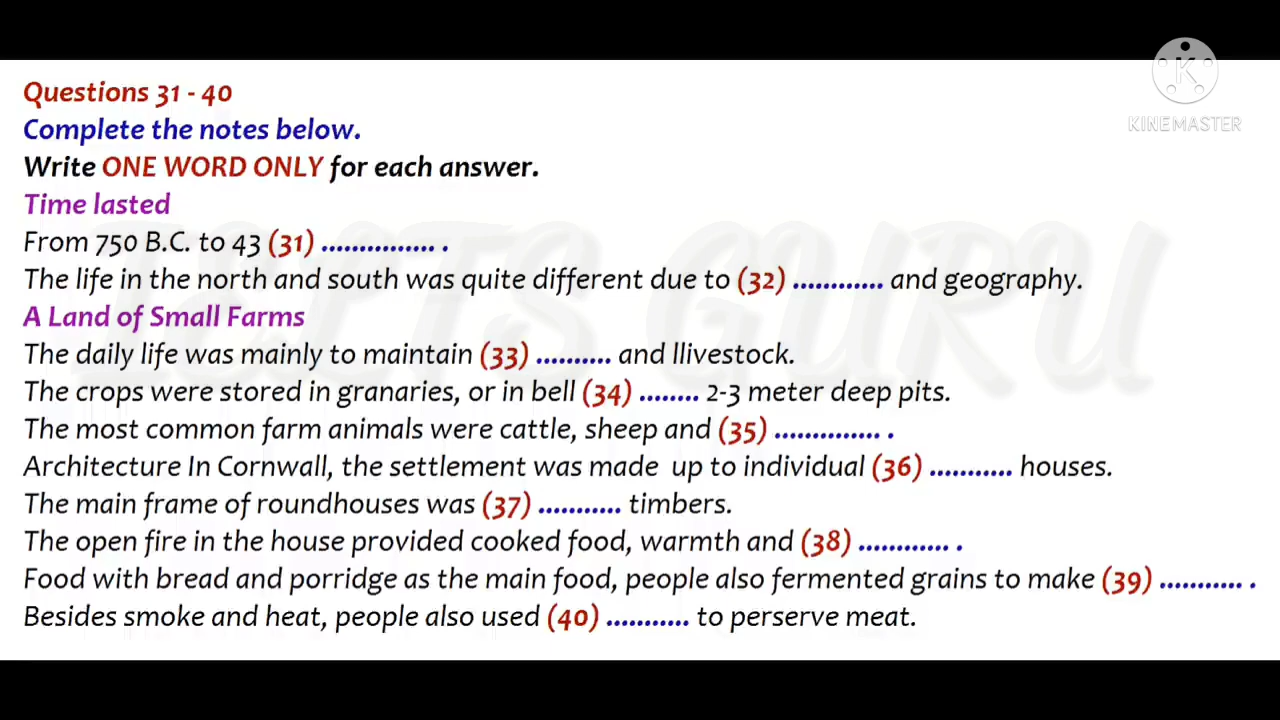 KINEMASTER
Questions 31 - 40
Complete the notes below.
Write ONE WORD ONLY for each answer.
Time lasted
From 750 B.C. to 43 (31) ............... .
The life in the north and south was quite different due to (32) ............ and geography.
A Land of Small Farms
The daily life was mainly to maintain (33) .......... and llivestock.
The crops were stored in granaries, or in bell (34) ........ 2-3 meter deep pits.
The most common farm animals were cattle, sheep and (35) .............. .
Architecture In Cornwall, the settlement was made up to individual (36) ........... houses.
The main frame of roundhouses was (37) ........... timbers.
The open fire in the house provided cooked food, warmth and (38) ............ .
Food with bread and porridge as the main food, people also fermented grains to make (39) ........... .
Besides smoke and heat, people also used (40) ........... to perserve meat.
IELTS GURU